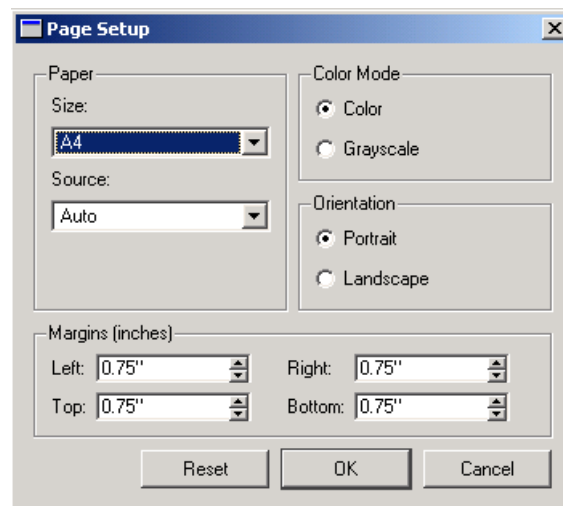 Page Setup
Paper
Size:
A4
Source:
Auto
Color Mode
Color
Grayscale
Orientation
Portrait
Landscape
Margins (inches)
Left: 0.75" Right: 0.75"
Top: 0.75" Bottom: 0.75"
Reset OK Cancel